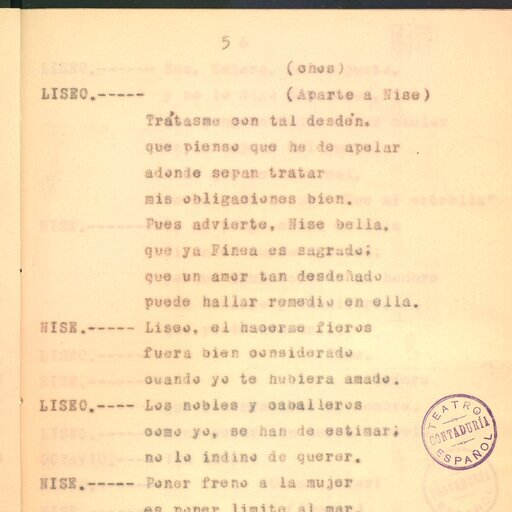 5
(ohos)
LISEO.----- (Aparte a Nise)
Trátasme con tal desdén.
que pienso que he de apelar
adonde sepan tratar
mis obligaciones bien.
Pues advierte, Nise bella.
que ya Finea es sagrado;
que un amor tan desdeñado
puede hallar remedio en ella.
NISE.----- Liseo, el hacerme fieros
fuera bien considerado
cuando yo te hubiera amado.
LISEO.---- Los nobles y caballeros
como yo, se han de estimar;
no lo indino de querer.
NISE.----- Poner freno a la mujer
es poner limite al mar.
TEATRO ESPAÑOL
CONTADURÍA